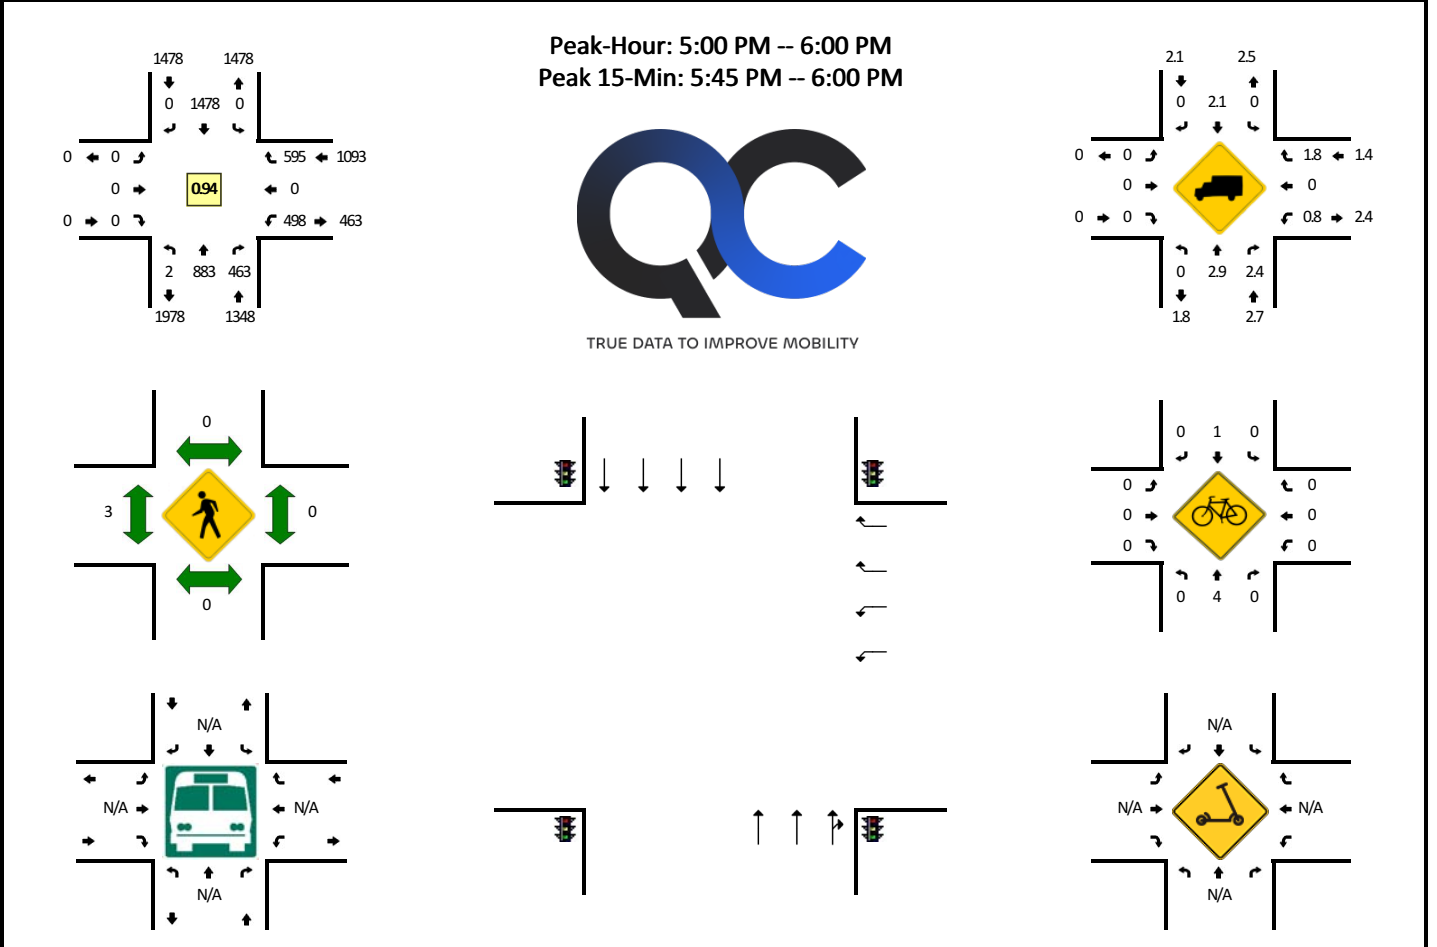 Peak-Hour: 5:00 PM -- 6:00 PM
Peak 15-Min: 5:45 PM -- 6:00 PM
QC
TRUE DATA TO IMPROVE MOBILITY
1478 1478
0 1478 0
0 0 595 1093
0 0.94 0
0 0 498 463
2 883 463
1978 1348
2.1 2.5
0 2.1 0
0 0 1.8 1.4
0 0
0 0 0.8 2.4
0 2.9 2.4
1.8 2.7
0
3 0
0
0 1 0
0 0
0 0
0 0
0 4 0
N/A
N/A N/A
N/A
N/A
N/A N/A
N/A